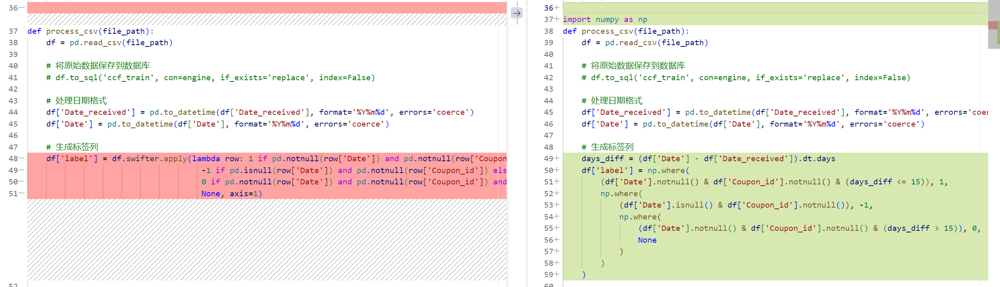 36
37 def process_csv(file_path):
38     df = pd.read_csv(file_path)
39
40     # 将原始数据保存到数据库
41     # df.to_sql('ccf_train', con=engine, if_exists='replace', index=False)
42
43     # 处理日期格式
44     df['Date_received'] = pd.to_datetime(df['Date_received'], format='%Y%m%d', errors='coerce')
45     df['Date'] = pd.to_datetime(df['Date'], format='%Y%m%d', errors='coerce')
46
47     # 生成标签列
48     df['label'] = df.swifter.apply(lambda row: 1 if pd.notnull(row['Date']) and pd.notnull(row['Coupon
49                                      -1 if pd.isnull(row['Date']) and pd.notnull(row['Coupon_id']) els
50                                      0 if pd.notnull(row['Date']) and pd.notnull(row['Coupon_id']) and
51                                      None, axis=1)
52
36+
37+ import numpy as np
38 def process_csv(file_path):
39     df = pd.read_csv(file_path)
40
41     # 将原始数据保存到数据库
42     # df.to_sql('ccf_train', con=engine, if_exists='replace', index=False)
43
44     # 处理日期格式
45     df['Date_received'] = pd.to_datetime(df['Date_received'], format='%Y%m%d', errors='coer
46     df['Date'] = pd.to_datetime(df['Date'], format='%Y%m%d', errors='coerce')
47
48     # 生成标签列
49+     days_diff = (df['Date'] - df['Date_received']).dt.days
50+     df['label'] = np.where(
51+         (df['Date'].notnull() & df['Coupon_id'].notnull() & (days_diff <= 15)), 1,
52+         np.where(
53+             (df['Date'].isnull() & df['Coupon_id'].notnull()), -1,
54+             np.where(
55+                 (df['Date'].notnull() & df['Coupon_id'].notnull() & (days_diff > 15)), 0,
56+                 None
57+             )
58+         )
59+     )
60